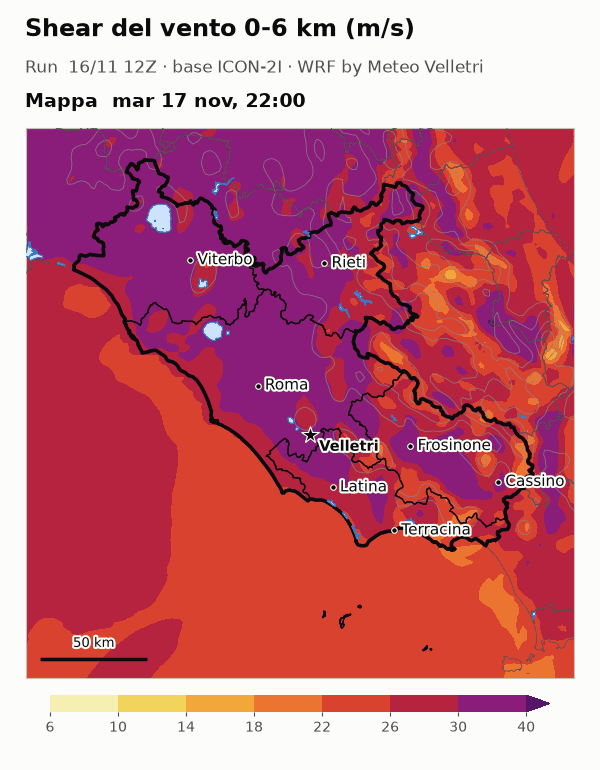 Shear del vento 0-6 km (m/s)
Run  16/11 12Z · base ICON-2I · WRF by Meteo Velletri
Mappa  mar 17 nov, 22:00
Viterbo
Rieti
Roma
Velletri
Frosinone
Latina
Cassino
Terracina
50 km
6 10 14 18 22 26 30 40